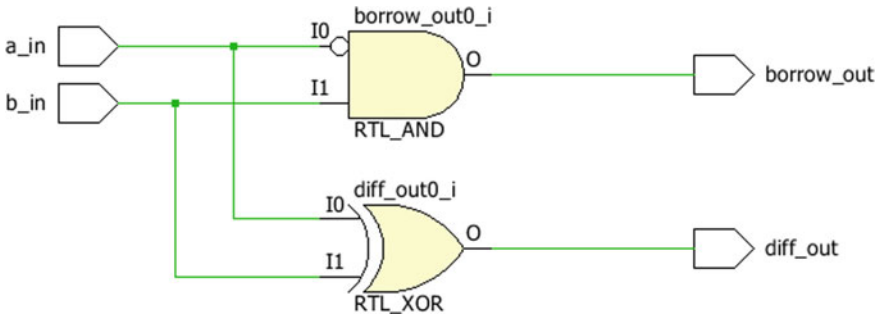 borrow_out0_i
a_in
I0
O
borrow_out
b_in
I1
RTL_AND
diff_out0_i
I0
O
diff_out
I1
RTL_XOR